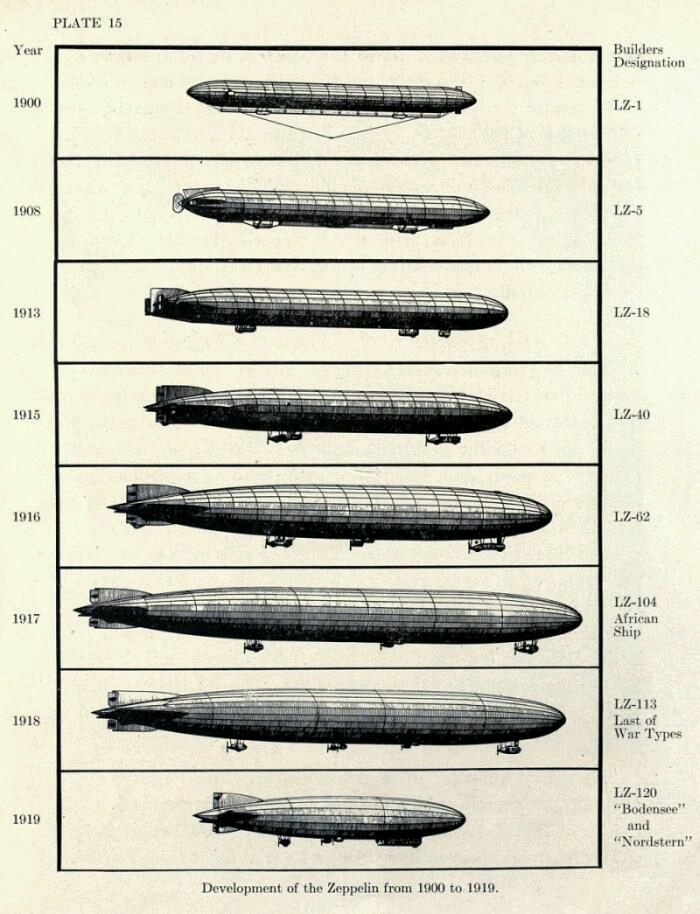 PLATE 15
Year
Builders
Designation
1900
LZ-1
1908
LZ-5
1913
LZ-18
1915
LZ-40
1916
LZ-62
1917
LZ-104
African
Ship
1918
LZ-113
Last of
War Types
1919
LZ-120
“Bodensee”
and
“Nordstern”
Development of the Zeppelin from 1900 to 1919.